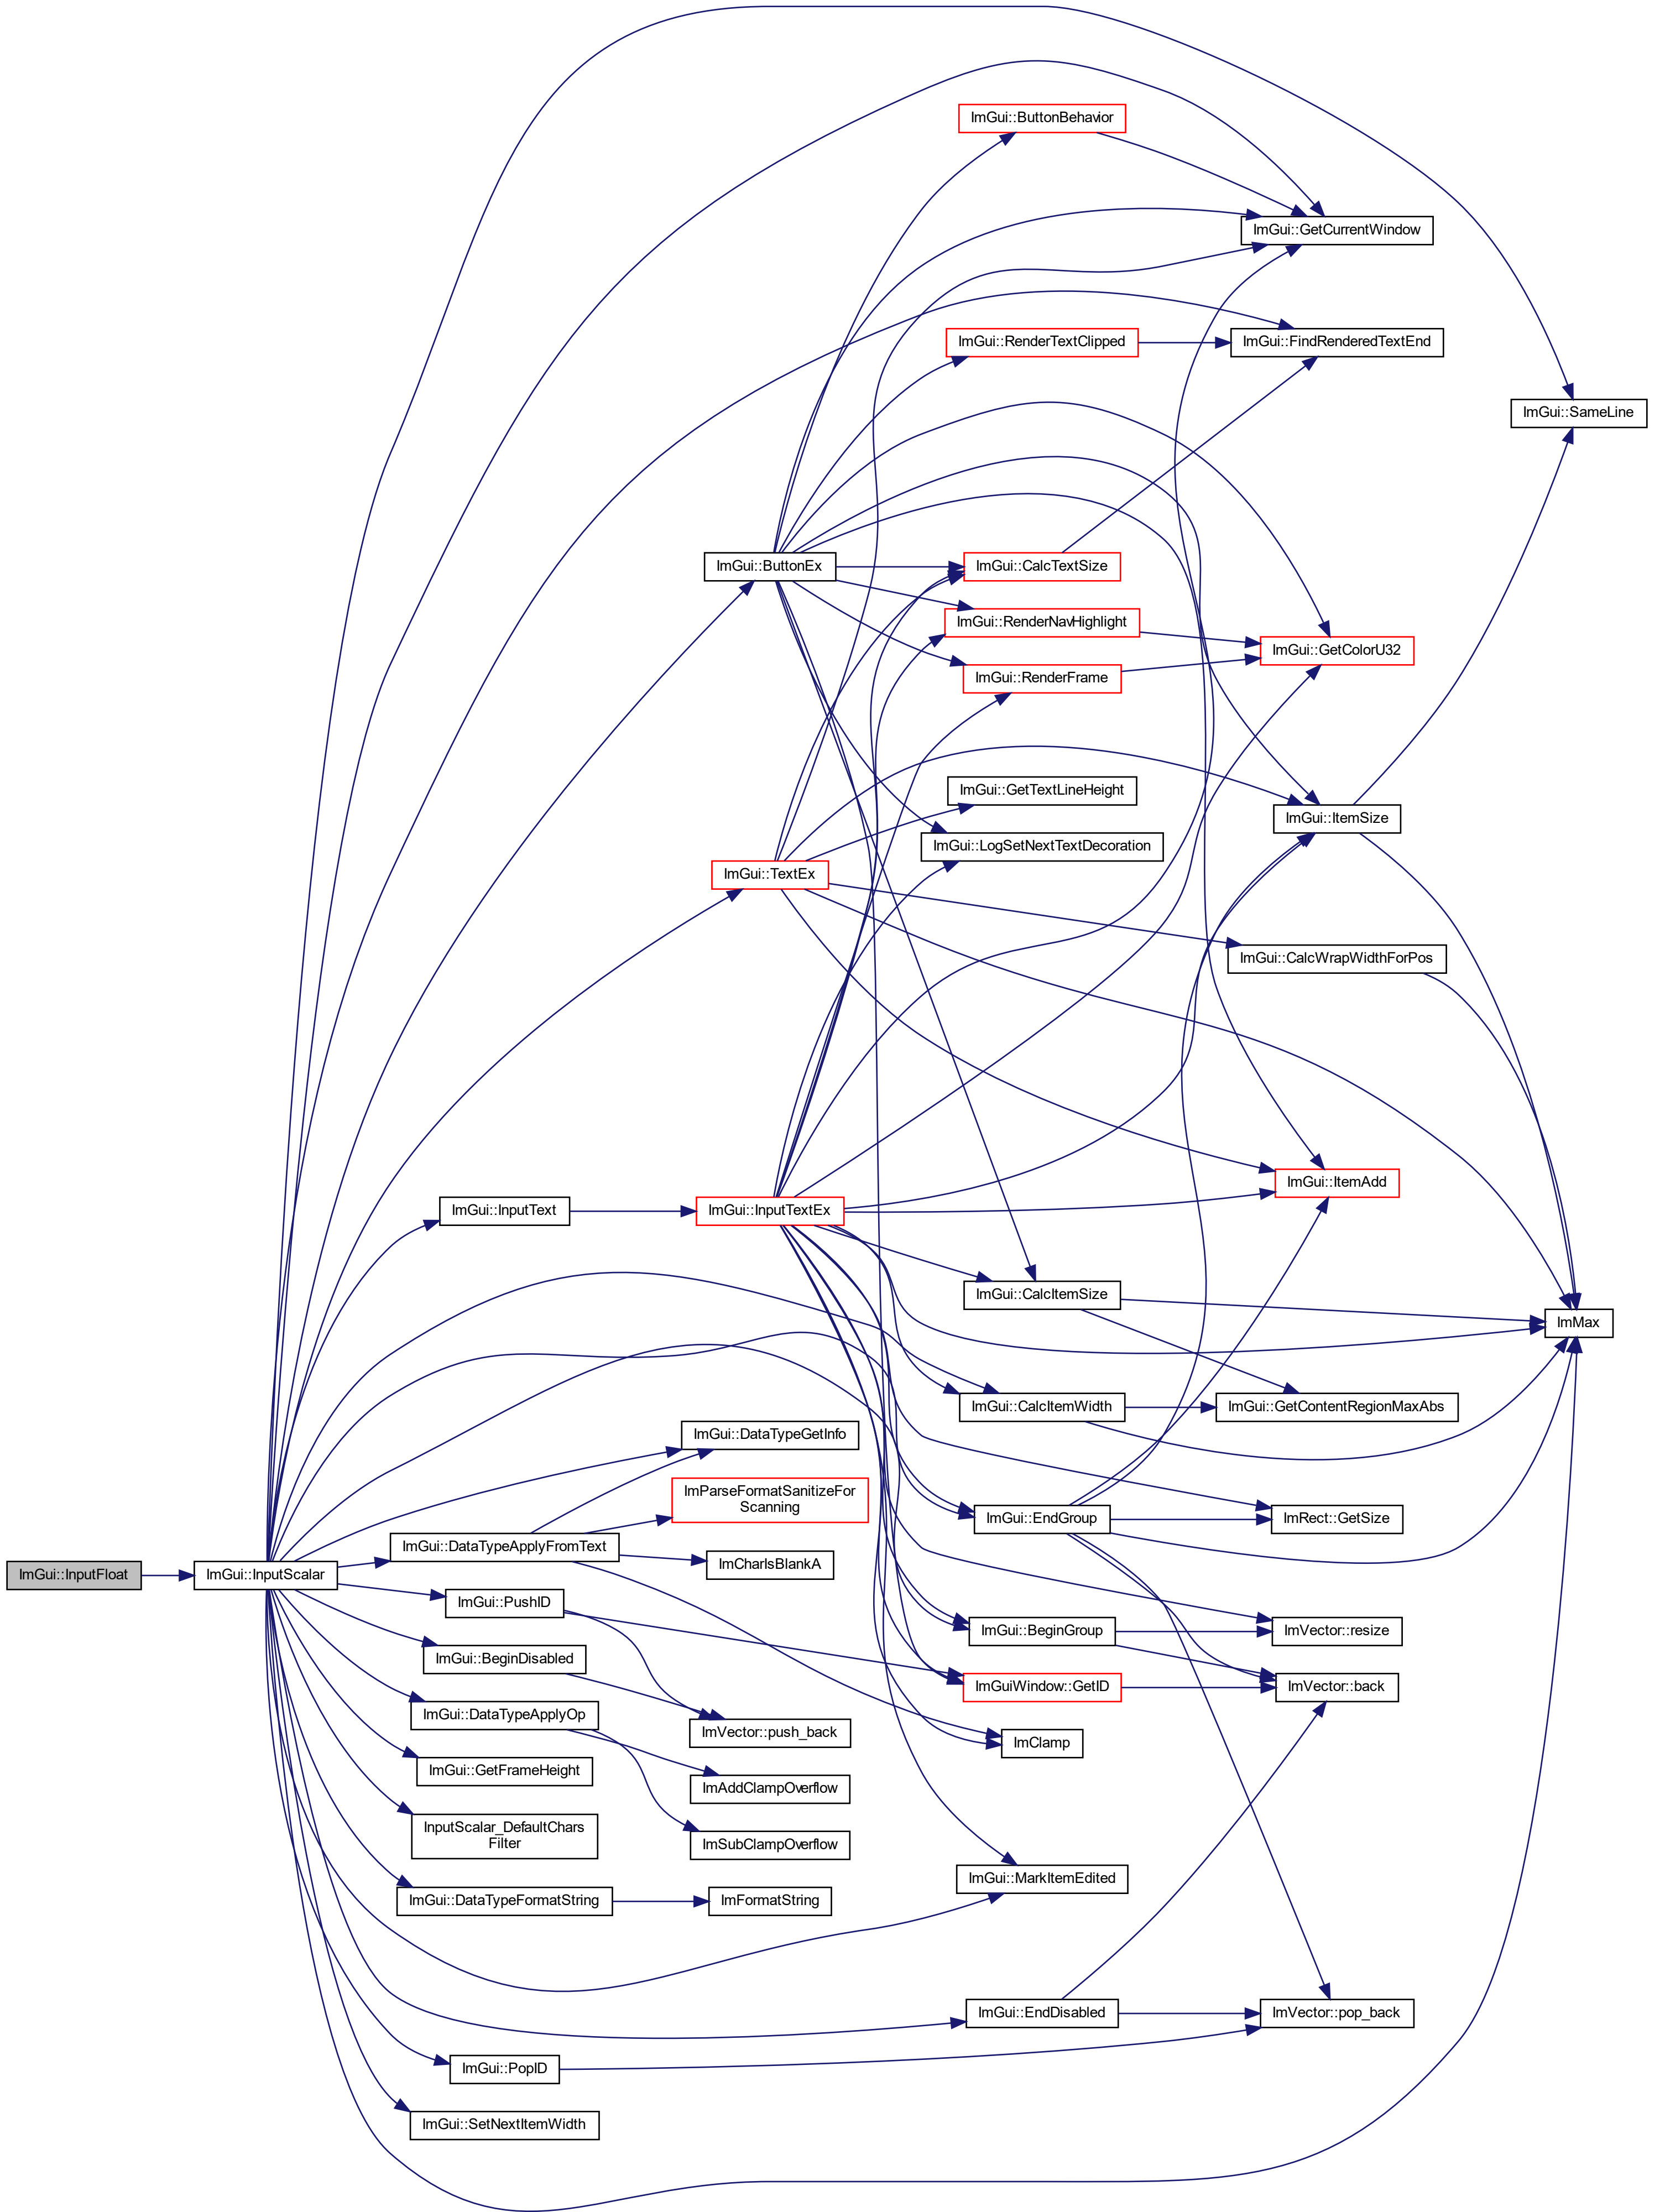 ImGui::ButtonBehavior
ImGui::GetCurrentWindow
ImGui::RenderTextClipped
ImGui::FindRenderedTextEnd
ImGui::SameLine
ImGui::ButtonEx
ImGui::CalcTextSize
ImGui::RenderNavHighlight
ImGui::GetColorU32
ImGui::RenderFrame
ImGui::GetTextLineHeight
ImGui::ItemSize
ImGui::LogSetNextTextDecoration
ImGui::TextEx
ImGui::CalcWrapWidthForPos
ImGui::ItemAdd
ImGui::InputText
ImGui::InputTextEx
ImGui::CalcItemSize
ImMax
ImGui::CalcItemWidth
ImGui::GetContentRegionMaxAbs
ImGui::DataTypeGetInfo
ImParseFormatSanitizeFor
Scanning
ImGui::EndGroup
ImRect::GetSize
ImGui::DataTypeApplyFromText
ImCharIsBlankA
ImGui::InputFloat
ImGui::InputScalar
ImGui::PushID
ImGui::BeginGroup
ImVector::resize
ImGui::BeginDisabled
ImGuiWindow::GetID
ImVector::back
ImGui::DataTypeApplyOp
ImVector::push_back
ImClamp
ImGui::GetFrameHeight
ImAddClampOverflow
InputScalar_DefaultChars
Filter
ImSubClampOverflow
ImGui::MarkItemEdited
ImGui::DataTypeFormatString
ImFormatString
ImGui::EndDisabled
ImVector::pop_back
ImGui::PopID
ImGui::SetNextItemWidth